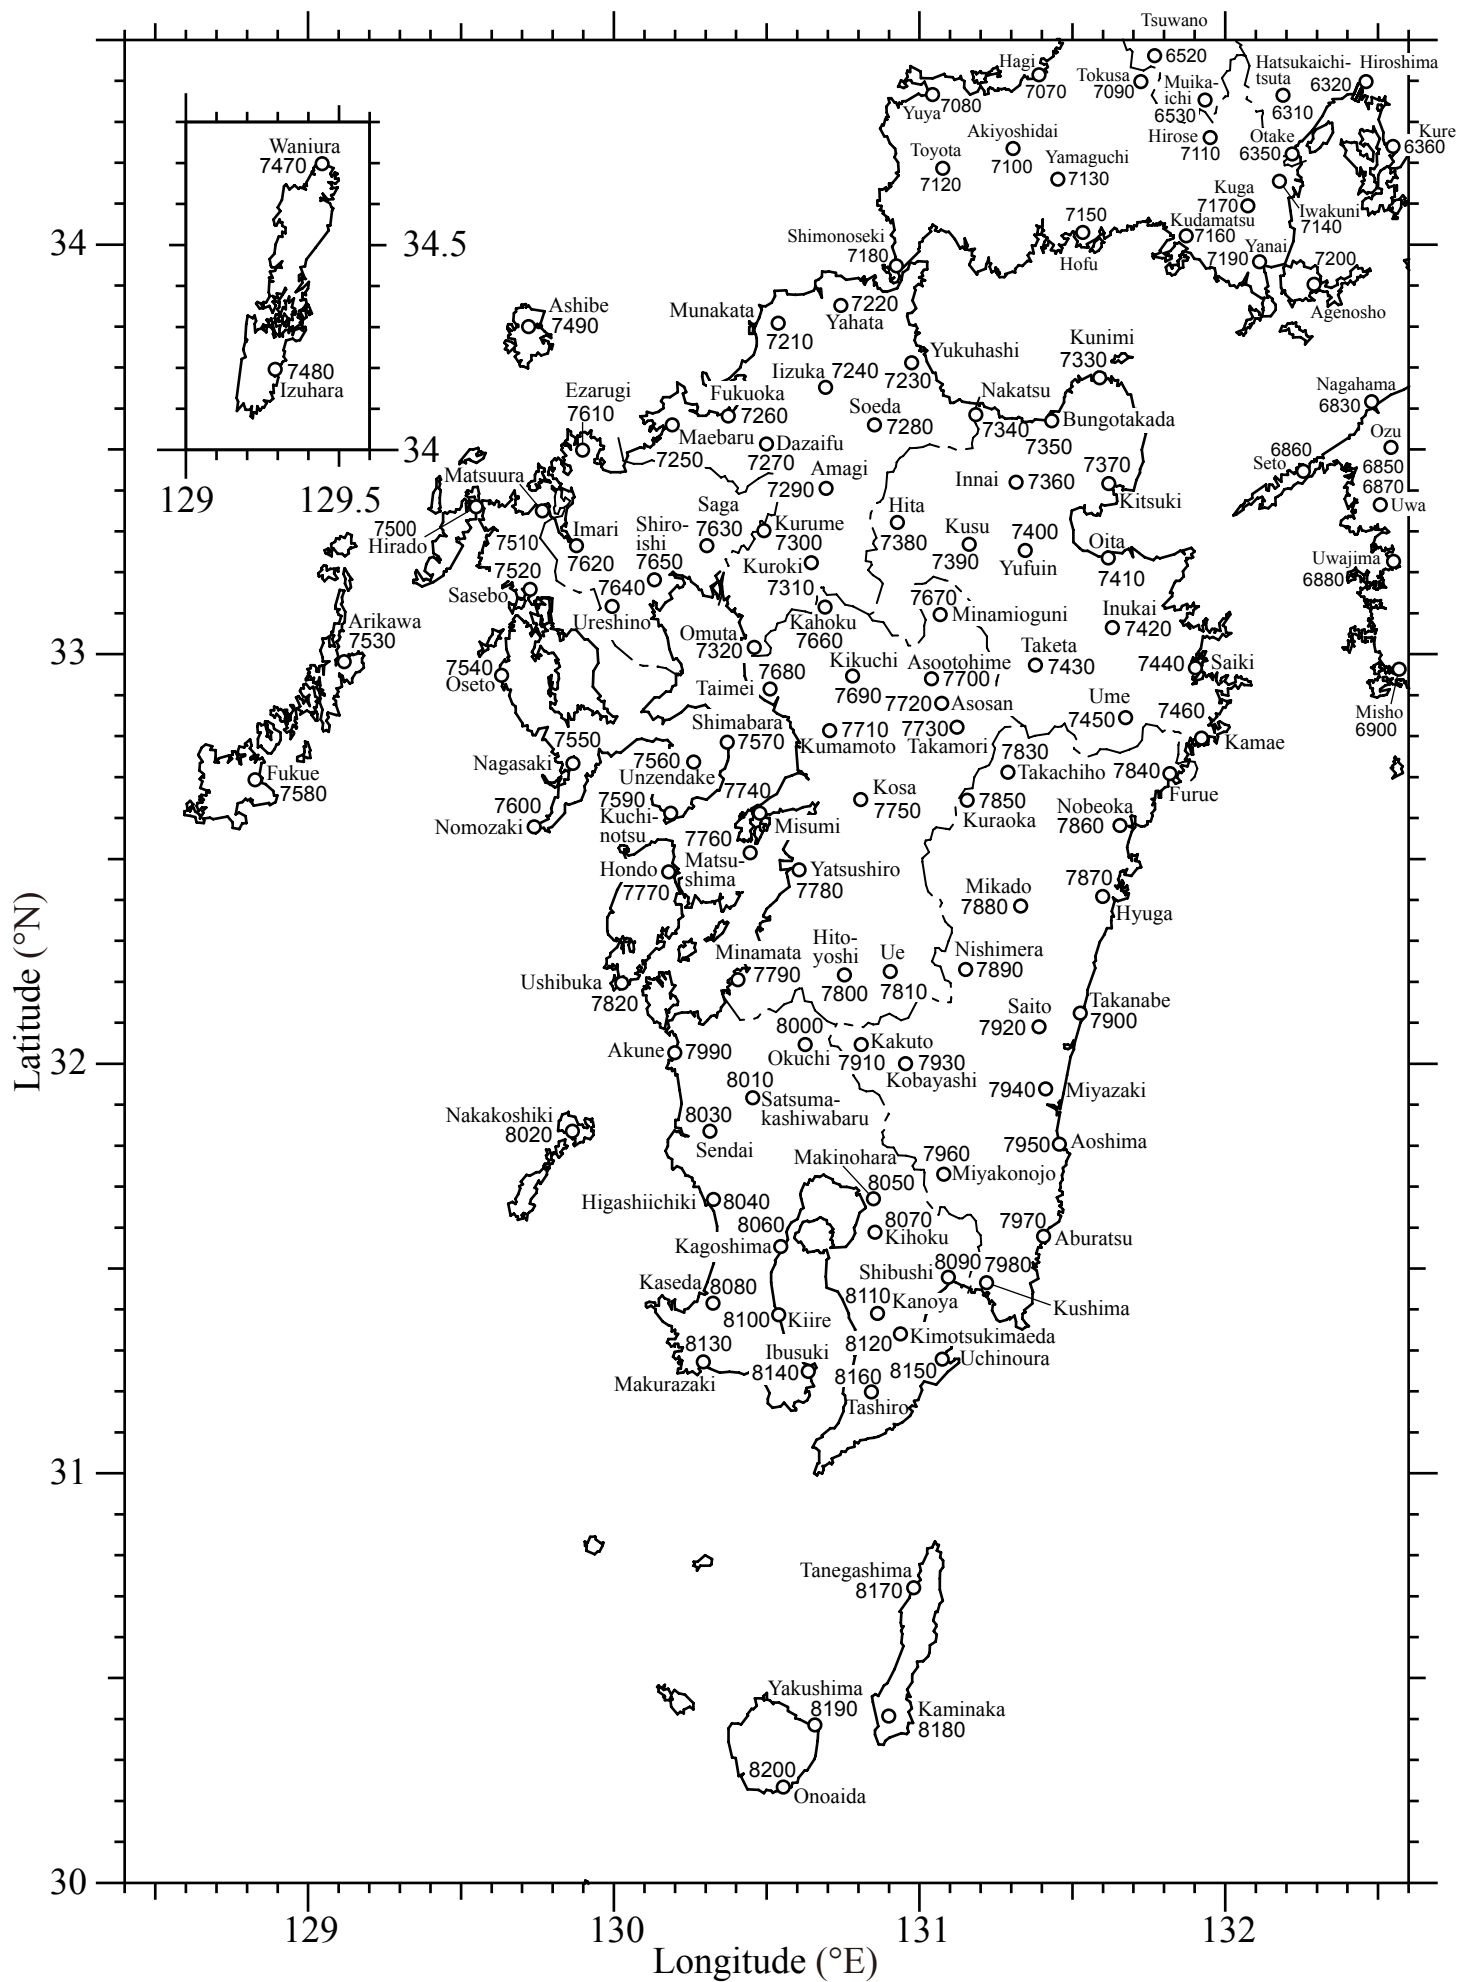 Tsuwano
6520
Hagi
7070
Tokusa
7090
Muika-
ichi
6530
Hatsukaichi-
tsuta
6310
Hiroshima
6320
Yuya
7080
Akiyoshidai
7100
Hirose
7110
Otake
6350
Kure
6360
Toyota
7120
Yamaguchi
7130
Kuga
7170
Iwakuni
7140
7150
Hofu
Kudamatsu
7160
Yanai
7190
7200
Agenosho
Shimonoseki
7180
34
Waniura
7470
34.5
7480
Izuhara
34
129
129.5
Ashibe
7490
Munakata
7210
7220
Yahata
Yukuhashi
7230
Kunimi
7330
Iizuka
7240
Nakatsu
7340
Bungotakada
7350
Nagahama
6830
Ezarugi
7610
Fukuoka
7260
Soeda
7280
Maebaru
7250
Dazaifu
7270
Ozu
6850
6860
Seto
6870
Uwa
Matsuura
7510
Amagi
7290
Innai
7360
7370
Kitsuki
7500
Hirado
Imari
7620
Shiro-
ishi
7650
Saga
7630
Kurume
7300
Hita
7380
Kusu
7390
7400
Yufuin
Oita
7410
Uwajima
6880
7520
Sasebo
7640
Ureshino
Kuroki
7310
Kahoku
7660
7670
Minamioguni
Inukai
7420
Arikawa
7530
33
Omuta
7320
Kikuchi
7690
Asootohime
7700
Taketa
7430
7440
Saiki
7540
Oseto
7680
Taimei
7720
Asosan
Ume
7450
7460
Kamae
Misho
6900
Shimabara
7570
7710
Kumamoto
7730
Takamori
7550
Nagasaki
7560
Unzendake
7830
Takachiho
7840
Furue
Fukue
7580
7600
Nomozaki
7590
Kuchi-
notsu
7740
Misumi
Kosa
7750
7850
Kuraoka
Nobeoka
7860
7760
Matsu-
shima
Hondo
7770
Yatsushiro
7780
Mikado
7880
7870
Hyuga
Ushibuka
7820
Minamata
7790
Hito-
yoshi
7800
Ue
7810
Nishimera
7890
Saito
7920
Takanabe
7900
32
Akune
7990
8000
Okuchi
Kakuto
7910
7930
Kobayashi
8010
Satsuma-
kashiwabaru
7940
Miyazaki
Nakakoshiki
8020
8030
Sendai
7950
Aoshima
Makinohara
8050
7960
Miyakonojo
Higashiichiki
8040
8060
Kagoshima
8070
Kihoku
7970
Aburatsu
Kaseda
8080
Shibushi
8090
7980
Kushima
8100
Kiire
8110
Kanoya
8120
Kimotsukimaeda
8130
Makurazaki
Ibusuki
8140
8150
Uchinoura
8160
Tashiro
31
Tanegashima
8170
Yakushima
8190
Kaminaka
8180
8200
Onoaida
30
129
130
131
132
Longitude (°E)
Latitude (°N)